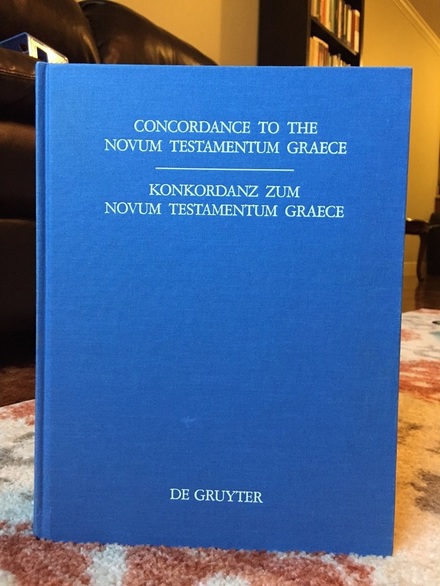 CONCORDANCE TO THE
NOVUM TESTAMENTUM GRAECE
KONKORDANZ ZUM
NOVUM TESTAMENTUM GRAECE
DE GRUYTER